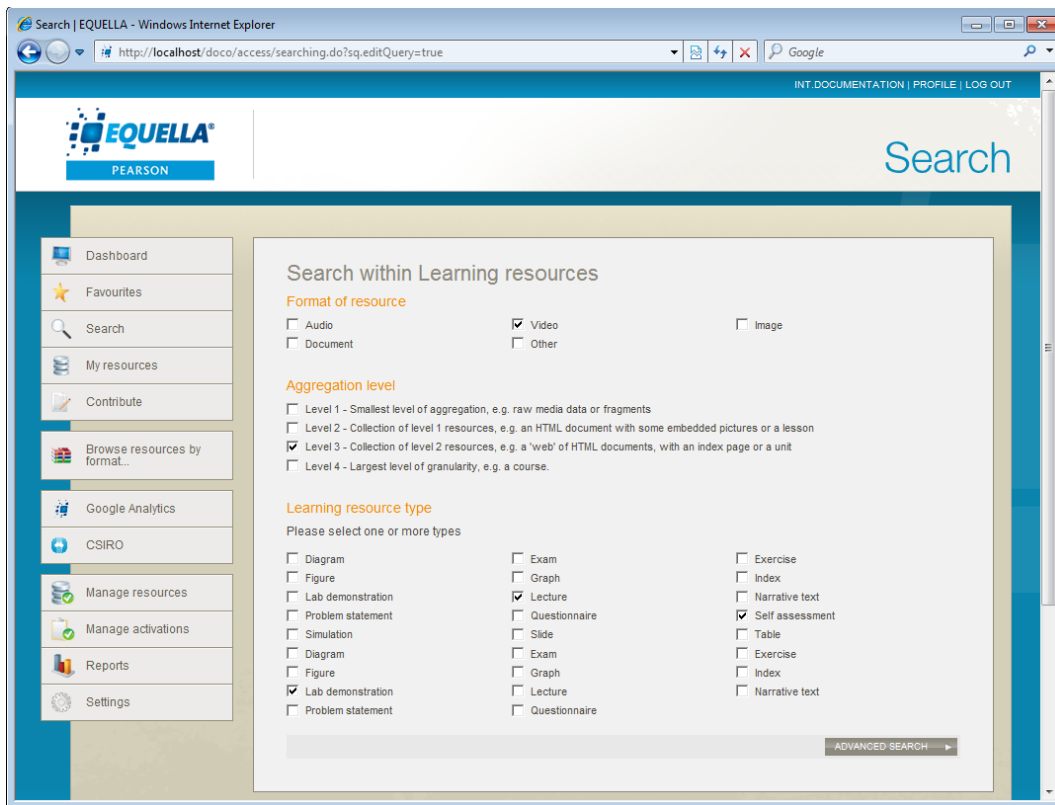 Search | EQUELLA - Windows Internet Explorer
http://localhost/doco/access/searching.do?sq.editQuery=true
Google
INT.DOCUMENTATION | PROFILE | LOG OUT
EQUELLA®
PEARSON
Search
Dashboard
Favourites
Search
My resources
Contribute
Browse resources by
format...
Google Analytics
CSIRO
Manage resources
Manage activations
Reports
Settings
Search within Learning resources
Format of resource
Audio Video Image
Document Other
Aggregation level
Level 1 - Smallest level of aggregation, e.g. raw media data or fragments
Level 2 - Collection of level 1 resources, e.g. an HTML document with some embedded pictures or a lesson
Level 3 - Collection of level 2 resources, e.g. a 'web' of HTML documents, with an index page or a unit
Level 4 - Largest level of granularity, e.g. a course.
Learning resource type
Please select one or more types
Diagram Exam Exercise
Figure Graph Index
Lab demonstration Lecture Narrative text
Problem statement Questionnaire Self assessment
Simulation Slide Table
Diagram Exam Exercise
Figure Graph Index
Lab demonstration Lecture Narrative text
Problem statement Questionnaire
ADVANCED SEARCH